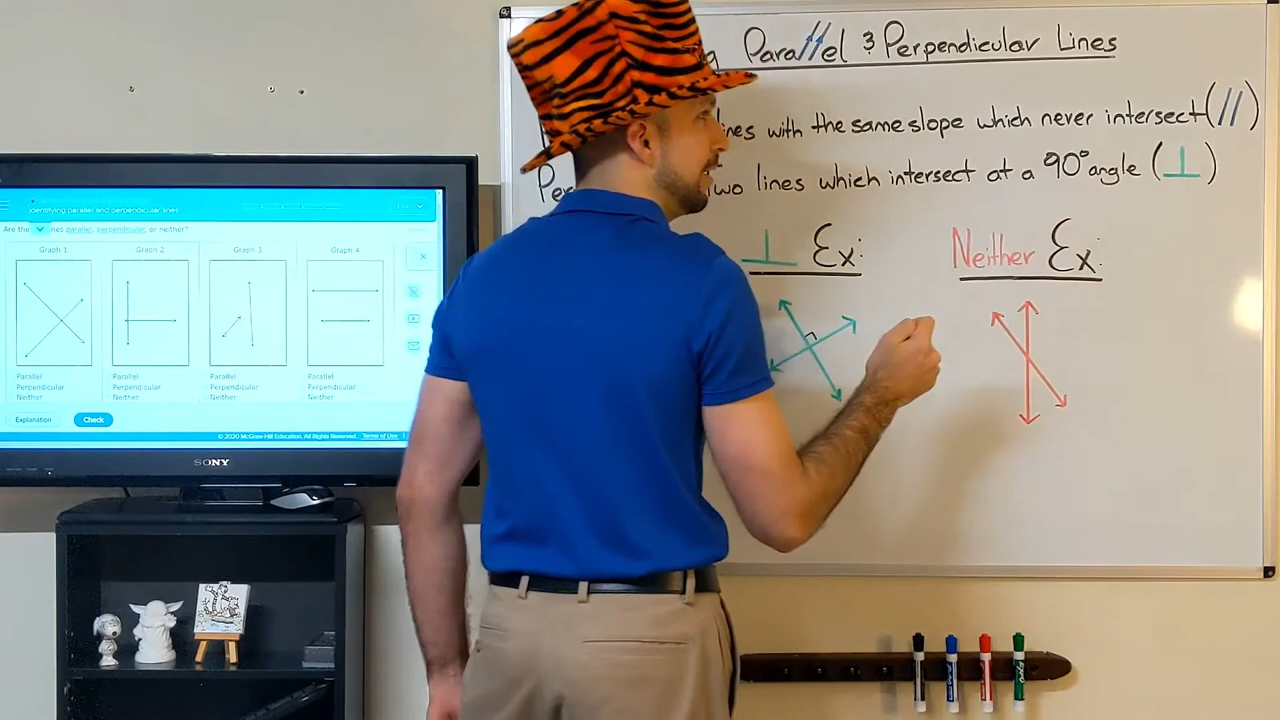 Parallel & Perpendicular Lines
lines with the same slope which never intersect (//)
Per Two lines which intersect at a 90° angle (⊥)
⊥ Ex:
Neither Ex:
Identifying parallel and perpendicular lines
Are the nes parallel, perpendicular, or neither?
Graph 1 Graph 2 Graph 3 Graph 4
Parallel Parallel Parallel Parallel
Perpendicular Perpendicular Perpendicular Perpendicular
Neither Neither Neither Neither
Explanation Check
© 2020 McGraw-Hill Education. All Rights Reserved. Terms of Use
SONY